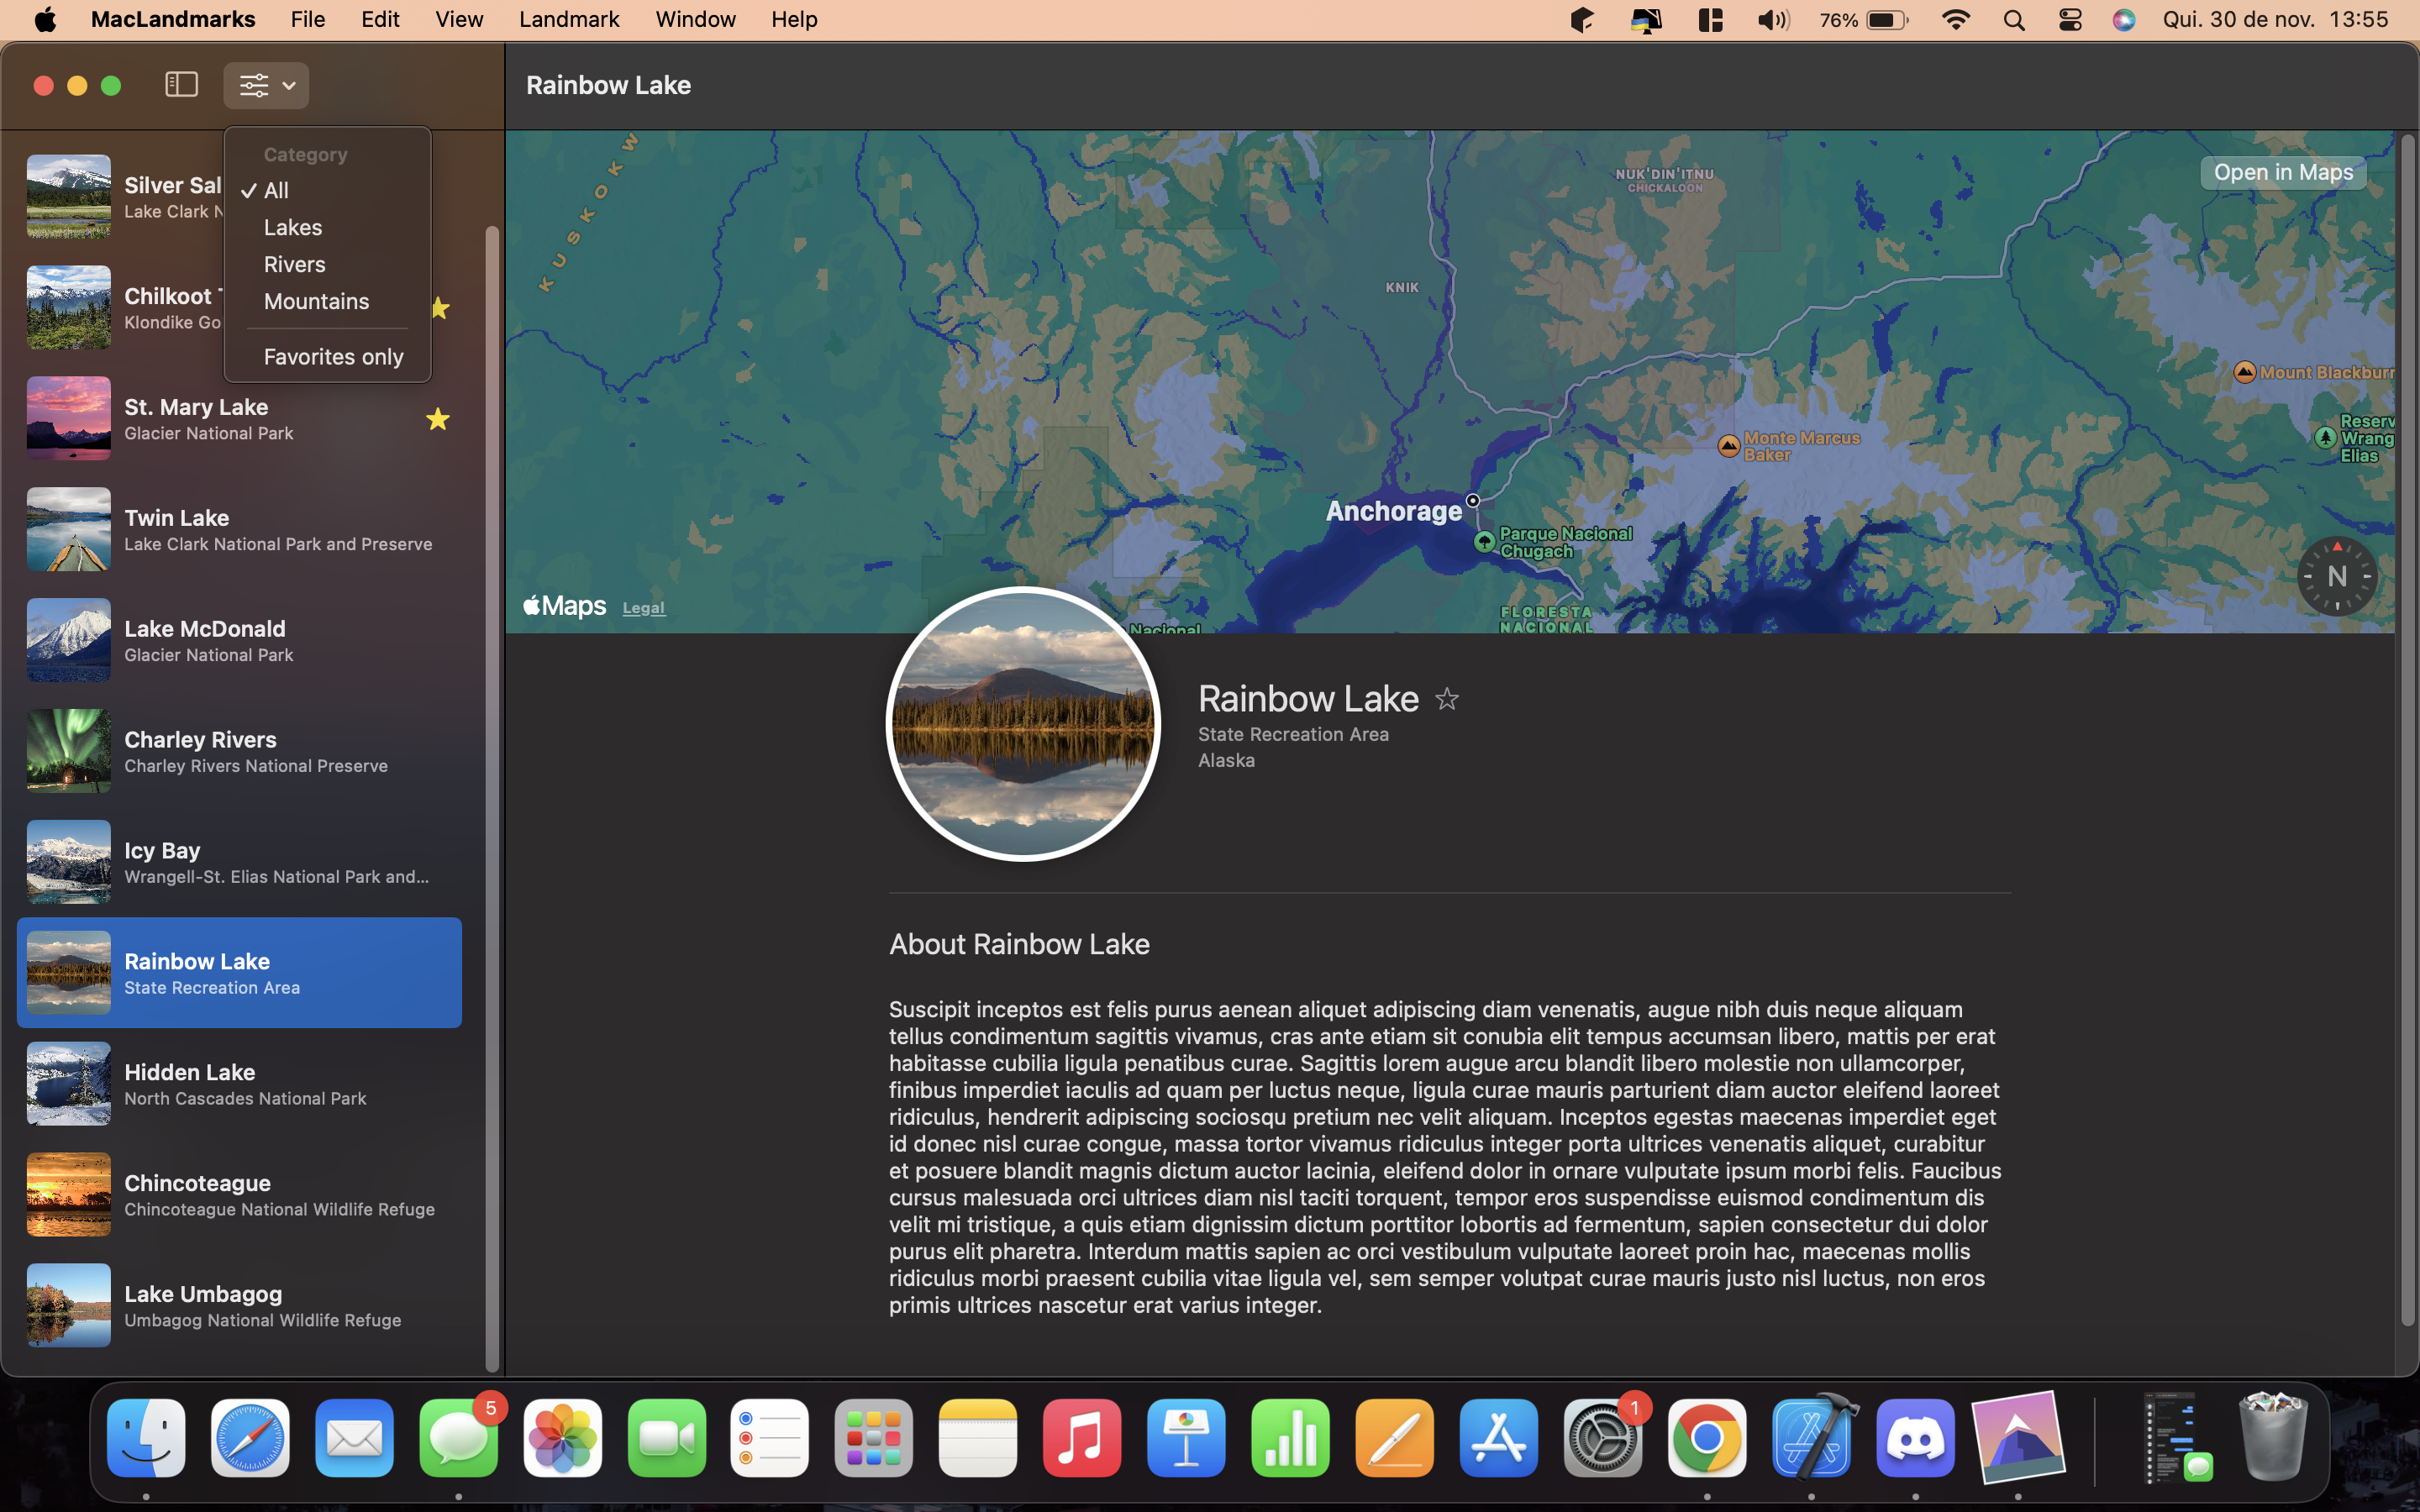 MacLandmarks File Edit View Landmark Window Help 76% Qui. 30 de nov. 13:55
Rainbow Lake
Category
✓ All
Lakes
Rivers
Mountains
Favorites only
Silver Sal
Lake Clark N
Chilkoot
Klondike Go
St. Mary Lake
Glacier National Park
Twin Lake
Lake Clark National Park and Preserve
Lake McDonald
Glacier National Park
Charley Rivers
Charley Rivers National Preserve
Icy Bay
Wrangell-St. Elias National Park and...
Rainbow Lake
State Recreation Area
Hidden Lake
North Cascades National Park
Chincoteague
Chincoteague National Wildlife Refuge
Lake Umbagog
Umbagog National Wildlife Refuge
KUSKOKW
NUK'DIN'ITNU
CHICKALOON
Open in Maps
KNIK
Mount Blackburn
Monte Marcus
Baker
Reserv
Wrang
Elias
Anchorage
Parque Nacional
Chugach
N
Maps Legal
FLORESTA
NACIONAL
Nacional
Rainbow Lake
State Recreation Area
Alaska
About Rainbow Lake
Suscipit inceptos est felis purus aenean aliquet adipiscing diam venenatis, augue nibh duis neque aliquam
tellus condimentum sagittis vivamus, cras ante etiam sit conubia elit tempus accumsan libero, mattis per erat
habitasse cubilia ligula penatibus curae. Sagittis lorem augue arcu blandit libero molestie non ullamcorper,
finibus imperdiet iaculis ad quam per luctus neque, ligula curae mauris parturient diam auctor eleifend laoreet
ridiculus, hendrerit adipiscing sociosqu pretium nec velit aliquam. Inceptos egestas maecenas imperdiet eget
id donec nisl curae congue, massa tortor vivamus ridiculus integer porta ultrices venenatis aliquet, curabitur
et posuere blandit magnis dictum auctor lacinia, eleifend dolor in ornare vulputate ipsum morbi felis. Faucibus
cursus malesuada orci ultrices diam nisl taciti torquent, tempor eros suspendisse euismod condimentum dis
velit mi tristique, a quis etiam dignissim dictum porttitor lobortis ad fermentum, sapien consectetur dui dolor
purus elit pharetra. Interdum mattis sapien ac orci vestibulum vulputate laoreet proin hac, maecenas mollis
ridiculus morbi praesent cubilia vitae ligula vel, sem semper volutpat curae mauris justo nisl luctus, non eros
primis ultrices nascetur erat varius integer.
5
1